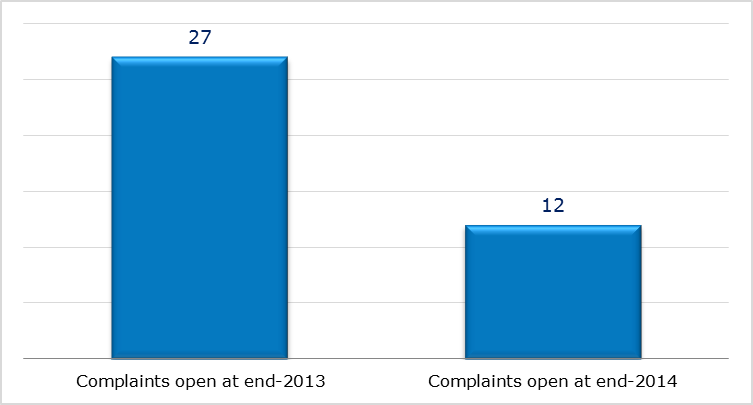 27
12
Complaints open at end-2013
Complaints open at end-2014